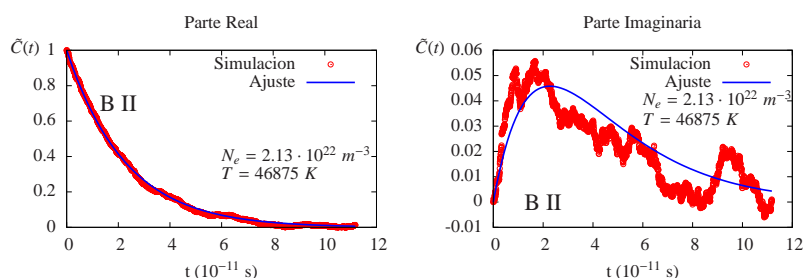 Parte Real
C̃(t)
1
0.8
0.6
0.4
0.2
0
Simulacion
Ajuste
B II
N_e = 2.13 · 10^22 m^−3
T = 46875 K
0 2 4 6 8 10 12
t (10^−11 s)
Parte Imaginaria
C̃(t)
0.06
0.05
0.04
0.03
0.02
0.01
0
-0.01
Simulacion
Ajuste
N_e = 2.13 · 10^22 m^−3
T = 46875 K
B II
0 2 4 6 8 10 12
t (10^−11 s)